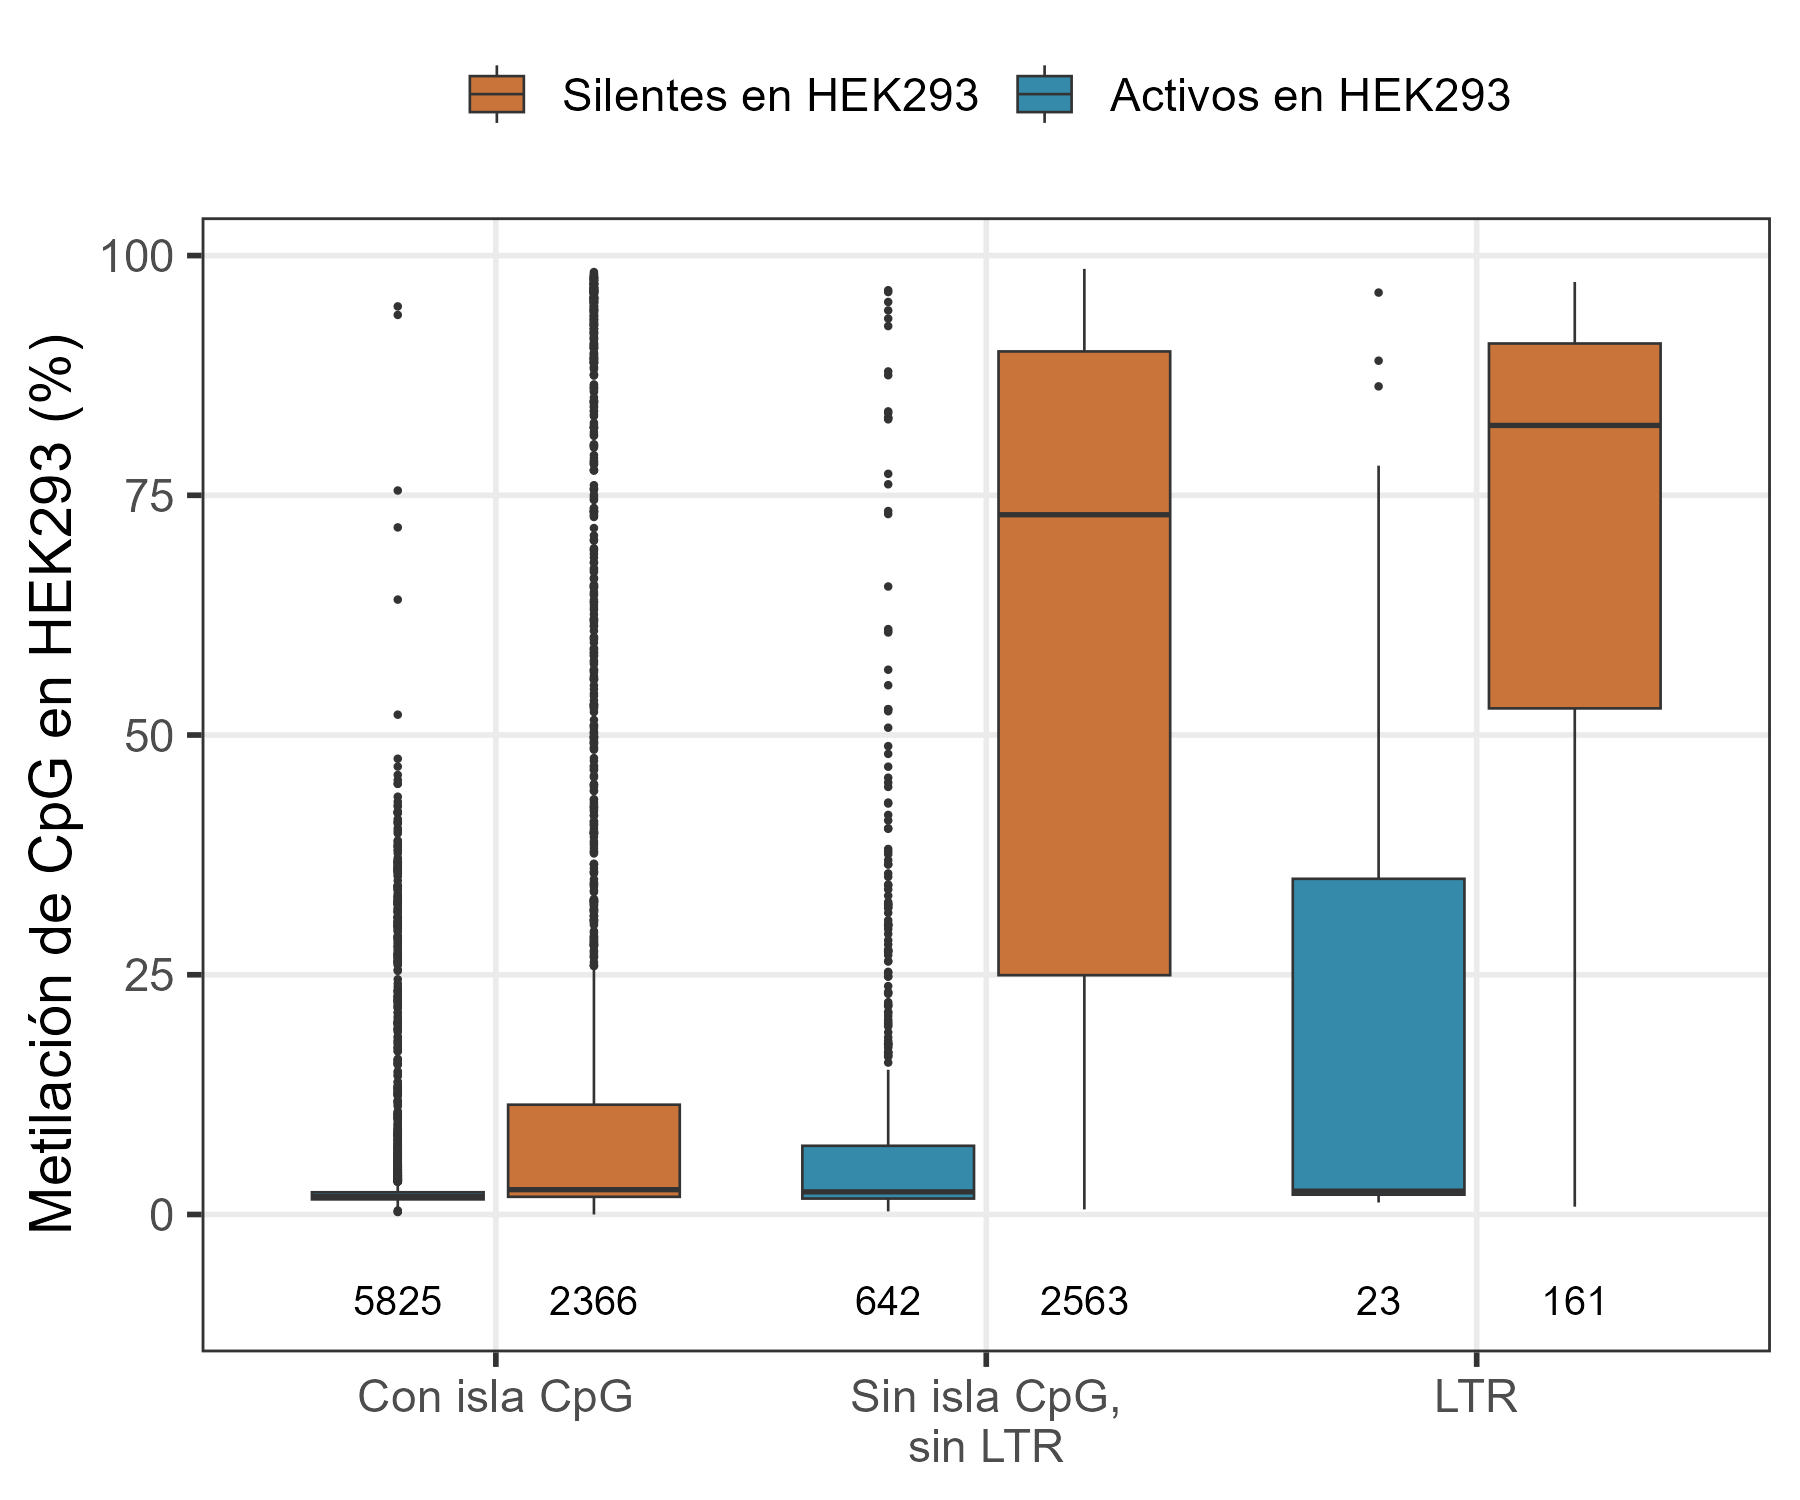 Silentes en HEK293 Activos en HEK293
Metilación de CpG en HEK293 (%)
100
75
50
25
0
5825 2366 642 2563 23 161
Con isla CpG Sin isla CpG, LTR
sin LTR